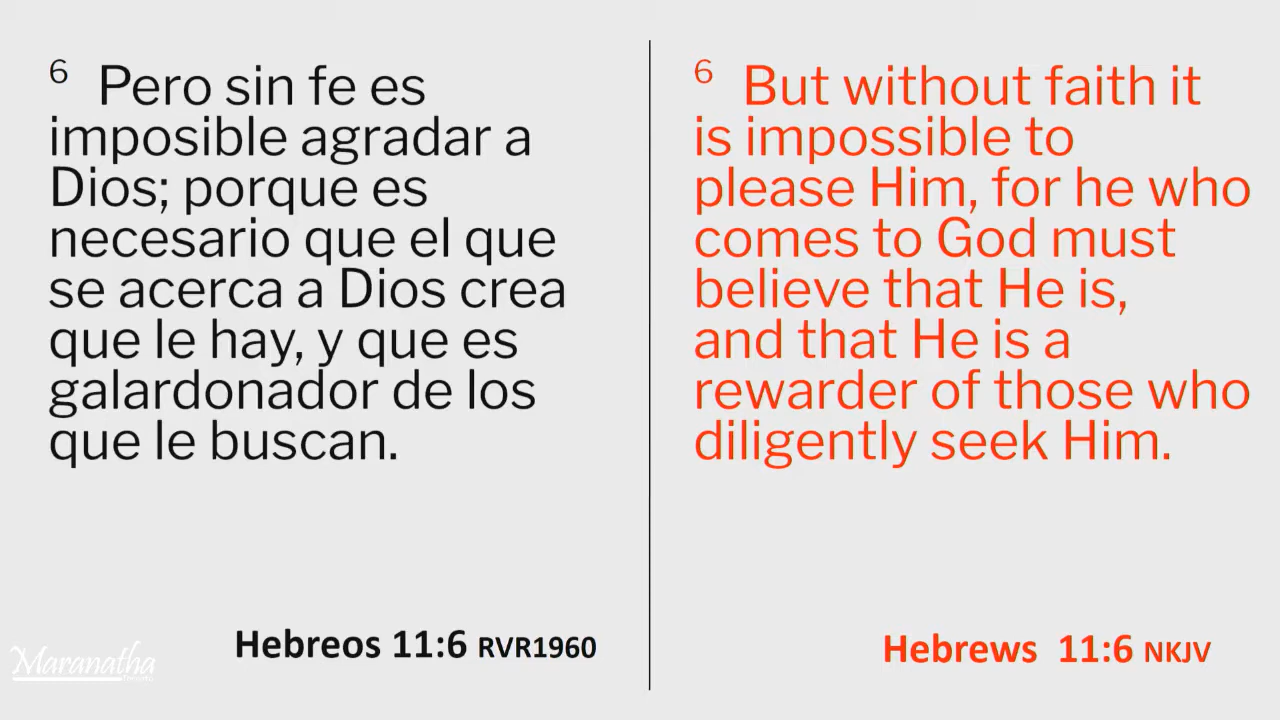 6 Pero sin fe es
imposible agradar a
Dios; porque es
necesario que el que
se acerca a Dios crea
que le hay, y que es
galardonador de los
que le buscan.
Hebreos 11:6 RVR1960
6 But without faith it
is impossible to
please Him, for he who
comes to God must
believe that He is,
and that He is a
rewarder of those who
diligently seek Him.
Hebrews 11:6 NKJV
Maranatha